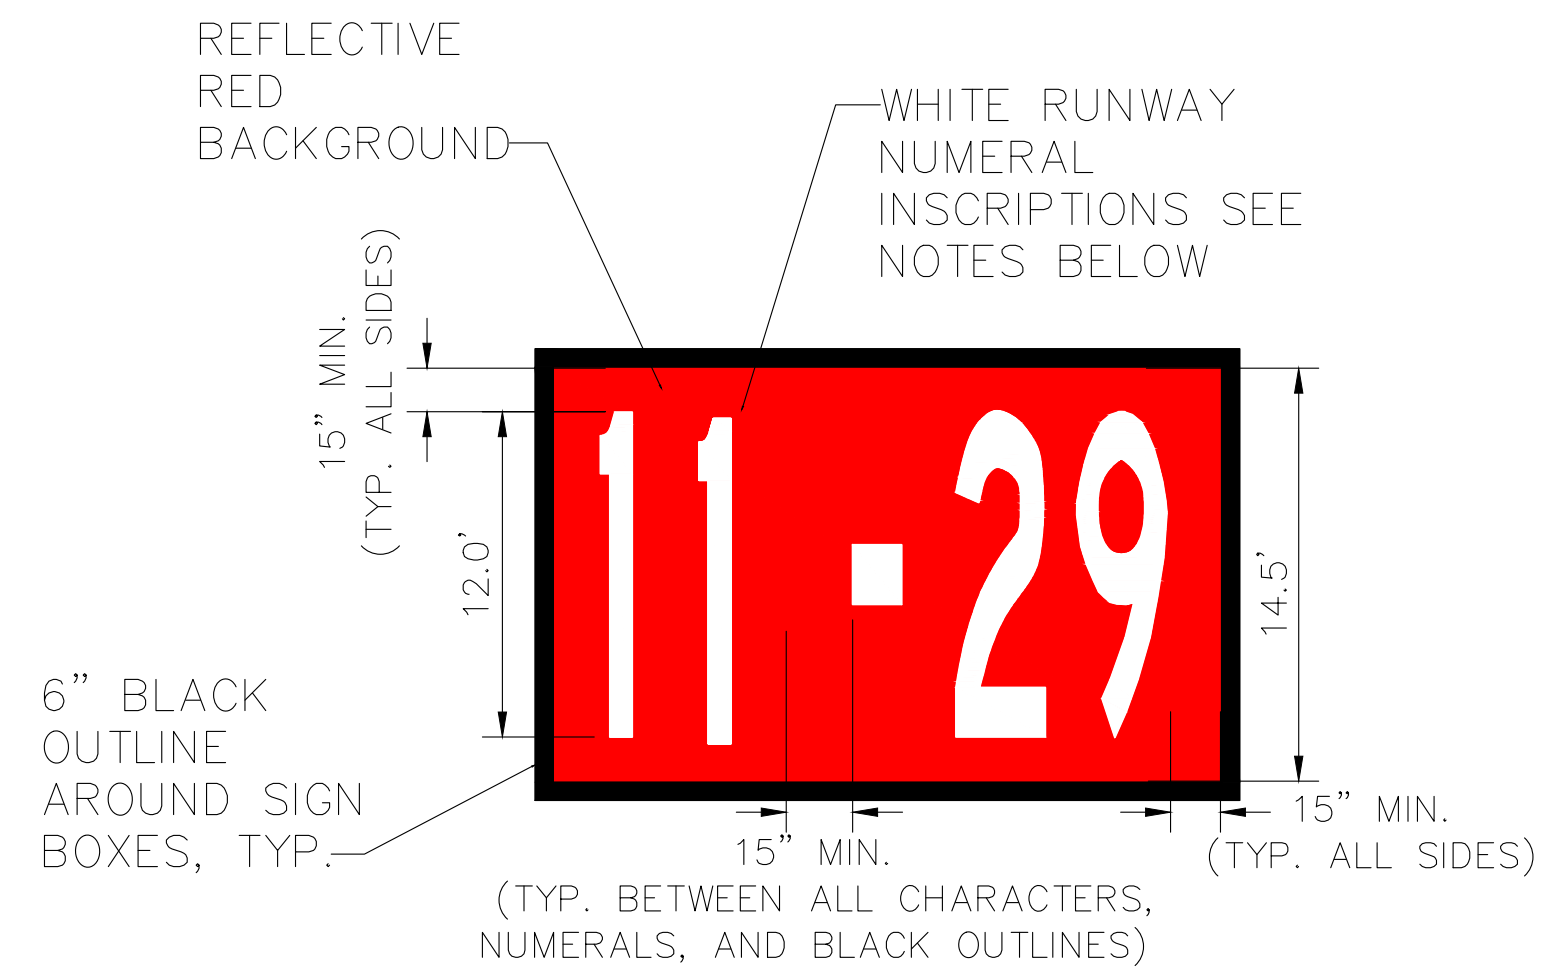 REFLECTIVE
RED
BACKGROUND
WHITE RUNWAY
NUMERAL
INSCRIPTIONS SEE
NOTES BELOW
15” MIN.
(TYP. ALL SIDES)
12.0'
11-29
14.5'
6” BLACK
OUTLINE
AROUND SIGN
BOXES, TYP.
15” MIN.
(TYP. BETWEEN ALL CHARACTERS,
NUMERALS, AND BLACK OUTLINES)
15” MIN.
(TYP. ALL SIDES)